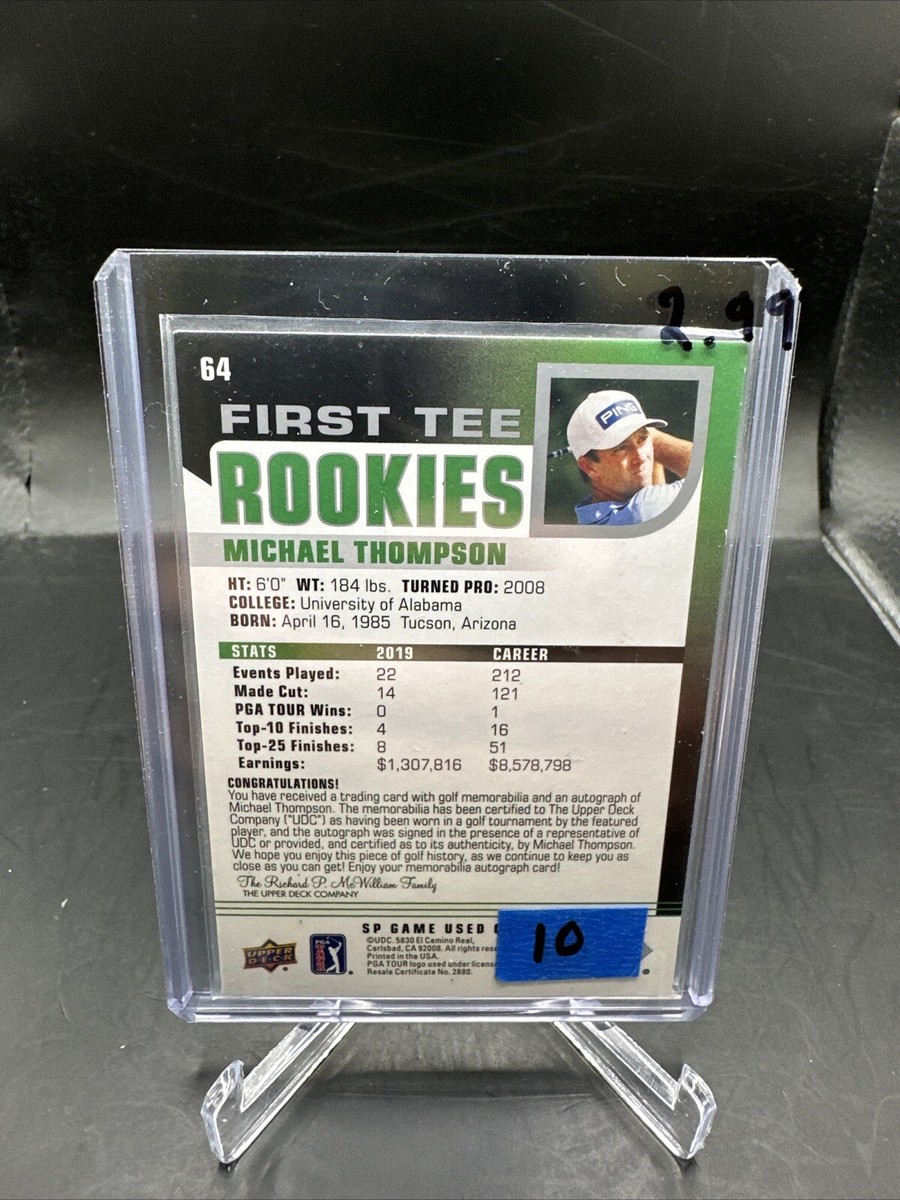 2.99
64
PING
FIRST TEE
ROOKIES
MICHAEL THOMPSON
HT: 6'0" WT: 184 lbs. TURNED PRO: 2008
COLLEGE: University of Alabama
BORN: April 16, 1985 Tucson, Arizona
STATS 2019 CAREER
Events Played: 22 212
Made Cut: 14 121
PGA TOUR Wins: 0 1
Top-10 Finishes: 4 16
Top-25 Finishes: 8 51
Earnings: $1,307,816 $8,578,798
CONGRATULATIONS!
You have received a trading card with golf memorabilia and an autograph of
Michael Thompson. The memorabilia has been certified to The Upper Deck
Company ("UDC") as having been worn in a golf tournament by the featured
player, and the autograph was signed in the presence of a representative of
UDC or provided, and certified as to its authenticity, by Michael Thompson.
We hope you enjoy this piece of golf history, as we continue to keep you as
close as you can get! Enjoy your memorabilia autograph card!
The Richard P. McWilliam Family
THE UPPER DECK COMPANY
SP GAME USED
©UDC. 5830 El Camino Real,
Carlsbad, CA 92008. All rights
Printed in the USA.
PGA TOUR logo used under
Resale Certificate No. 2880.
UPPER
DECK
PGA
TOUR
10